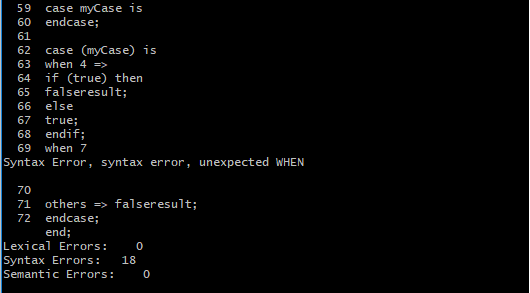 59  case myCase is
60  endcase;
61
62  case (myCase) is
63  when 4 =>
64  if (true) then
65  falseresult;
66  else
67  true;
68  endif;
69  when 7
Syntax Error, syntax error, unexpected WHEN
70
71  others => falseresult;
72  endcase;
end;
Lexical Errors:    0
Syntax Errors:   18
Semantic Errors:    0